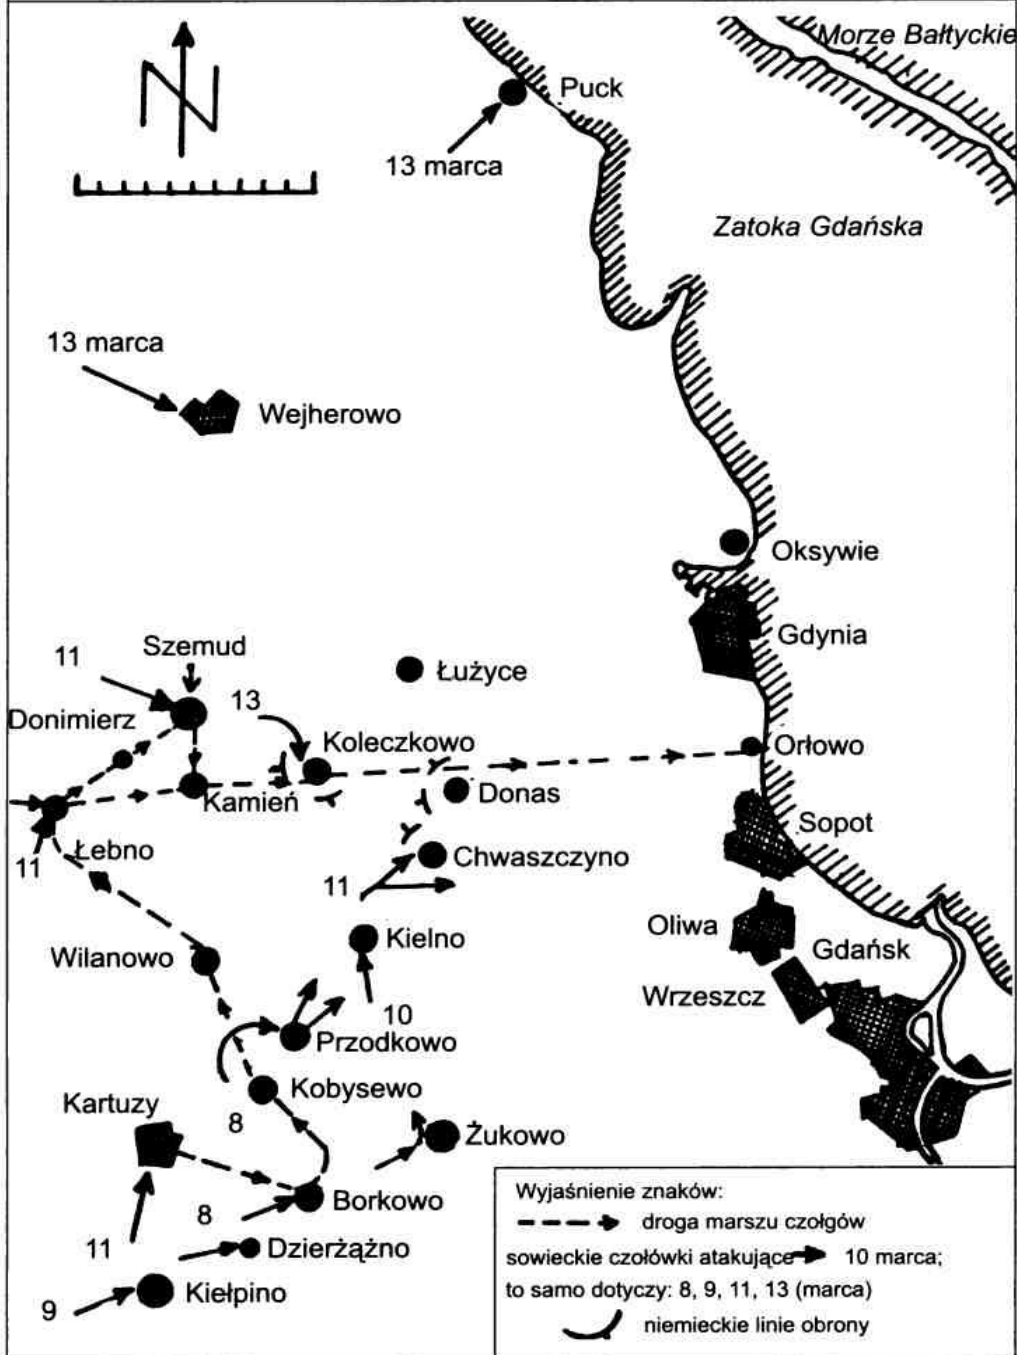 Morze Bałtyckie
N
Puck
13 marca
Zatoka Gdańska
13 marca
Wejherowo
Oksywie
Gdynia
Szemud
11
Łużyce
Donimierz
13
Koleczkowo
Orłowo
Kamień
Donas
Sopot
Łebno
11
Chwaszczyno
11
Kielno
Oliwa
Gdańsk
Wilanowo
Wrzeszcz
10
Przodkowo
Kobysewo
Kartuzy
8
Żukowo
Borkowo
8
11
Dzierżążno
Kiełpino
9
Wyjaśnienie znaków:
droga marszu czołgów
sowieckie czołówki atakujące 10 marca;
to samo dotyczy: 8, 9, 11, 13 (marca)
niemieckie linie obrony